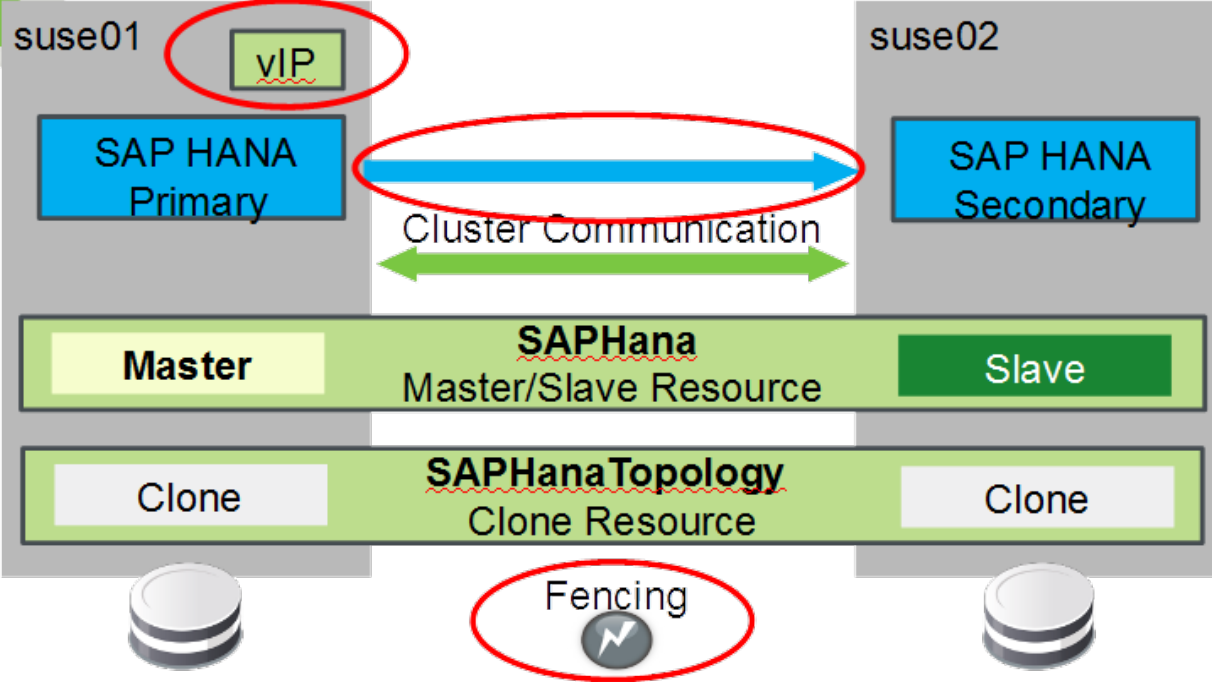 suse01
vIP
suse02
SAP HANA
Primary
SAP HANA
Secondary
Cluster Communication
Master
SAPHana
Master/Slave Resource
Slave
Clone
SAPHanaTopology
Clone Resource
Clone
Fencing